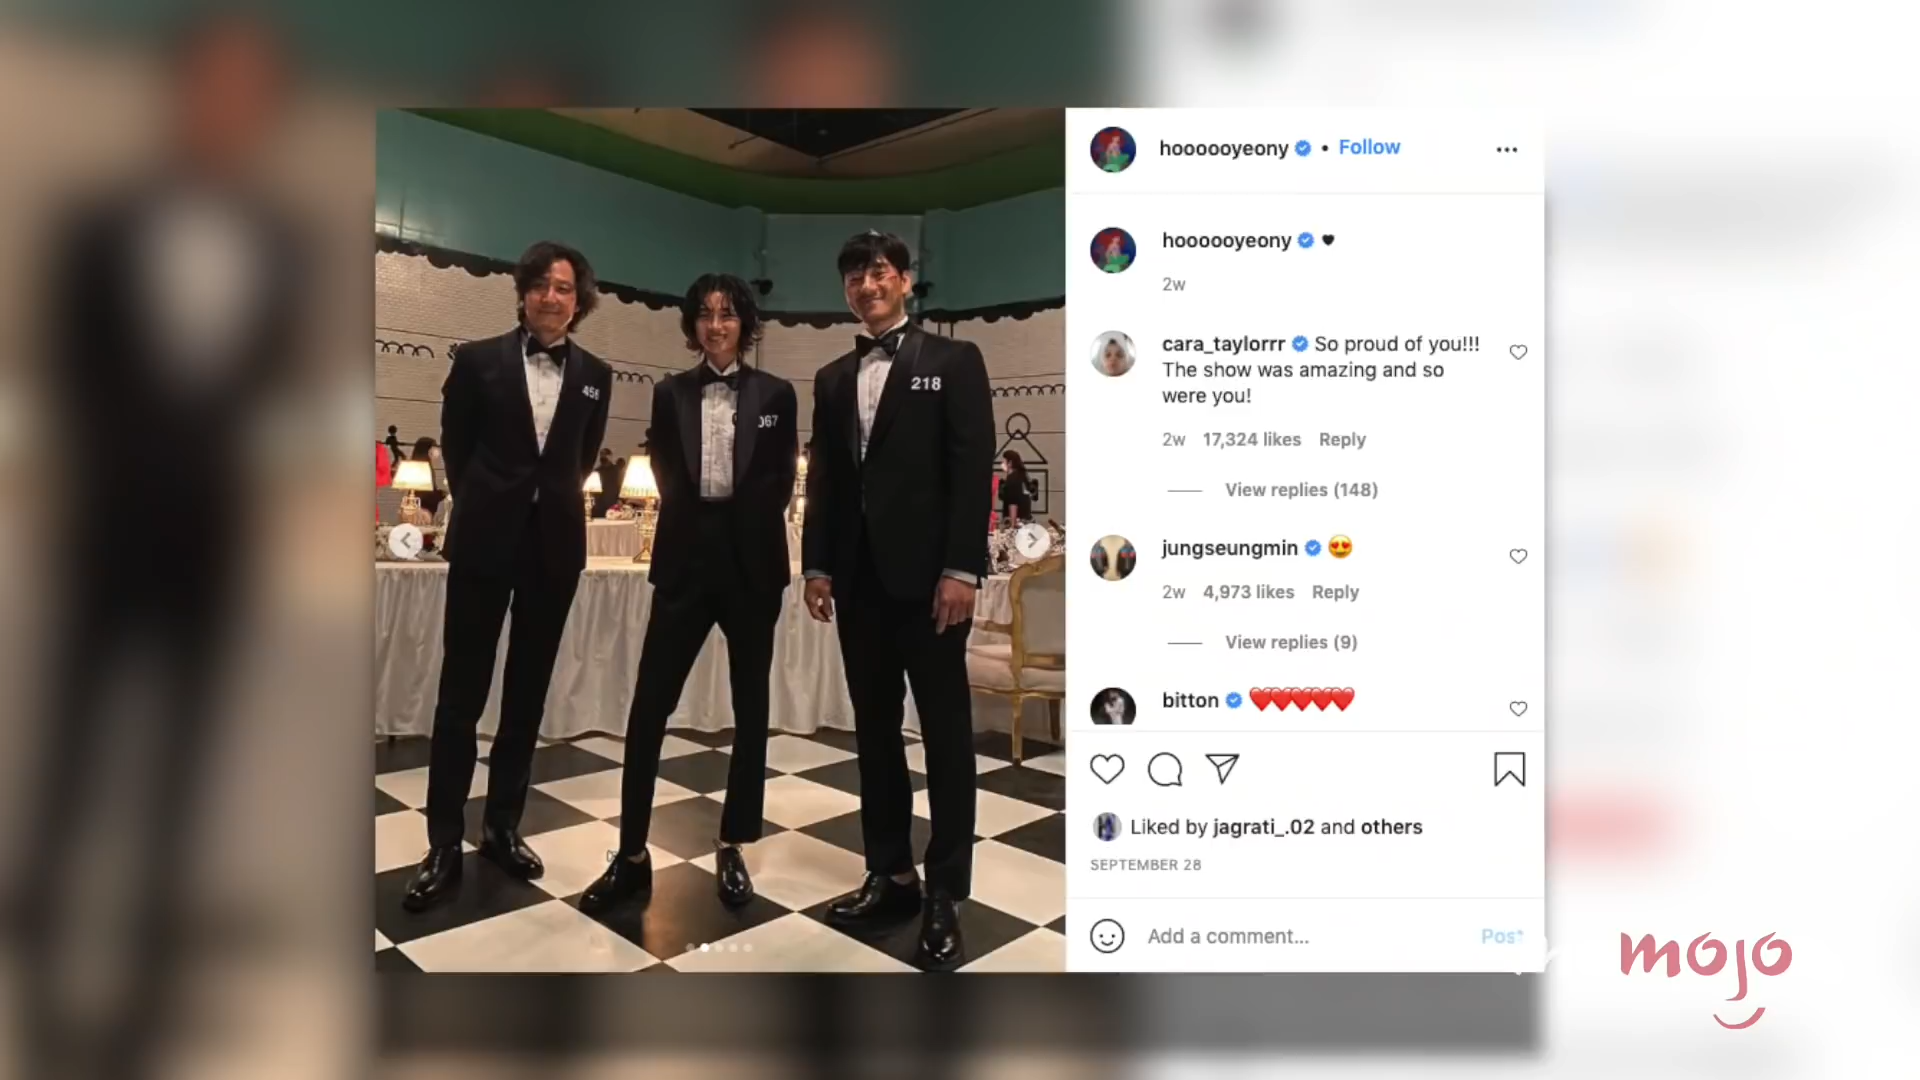 hoooooyeony • Follow
hoooooyeony 🖤
2w
cara_taylorrr So proud of you!!!
The show was amazing and so
were you!
2w 17,324 likes Reply
View replies (148)
jungseungmin 😍
2w 4,973 likes Reply
View replies (9)
bitton ❤️❤️❤️❤️❤️❤️
Liked by jagrati_.02 and others
SEPTEMBER 28
Add a comment...
Post
456
067
218
mojo